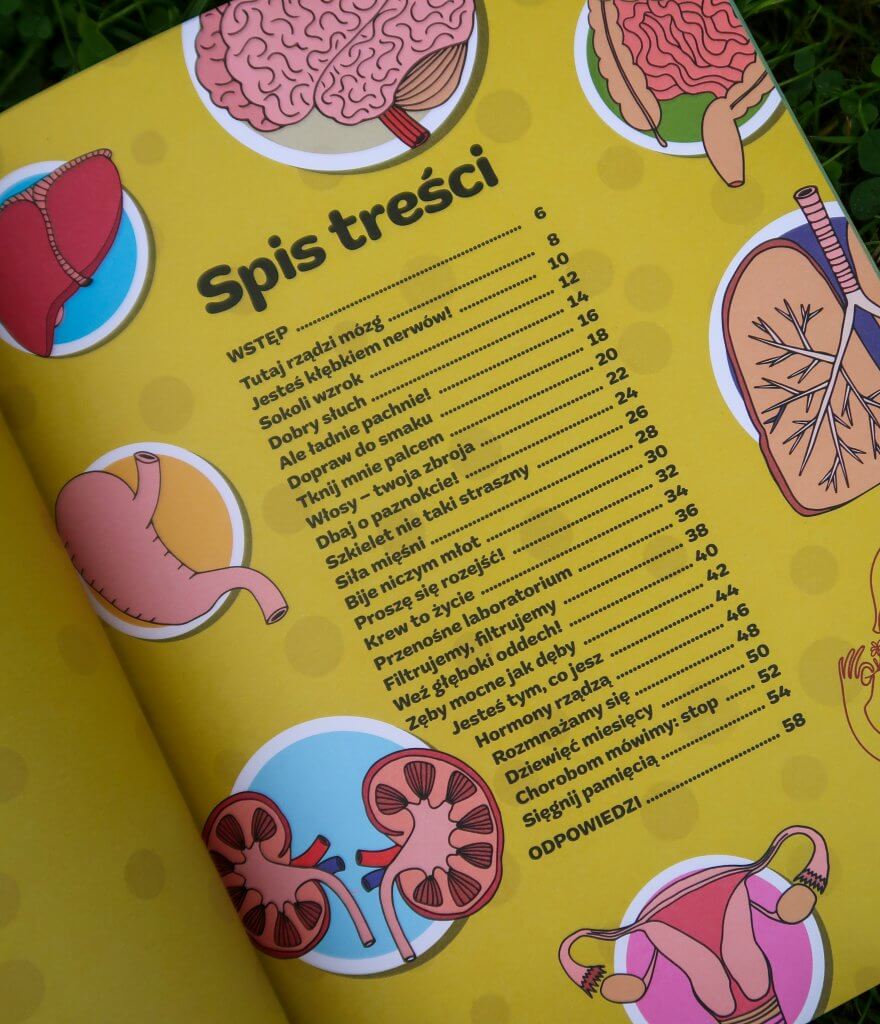 Spis treści
WSTĘP 6
Tutaj rządzi mózg 8
Jesteś kłębkiem nerwów! 10
Sokoli wzrok 12
Dobry słuch 14
Ale ładnie pachnie! 16
Dopraw do smaku 18
Tknij mnie palcem 20
Włosy – twoja zbroja 22
Dbaj o paznokcie! 24
Szkielet nie taki straszny 26
Siła mięśni 28
Bije niczym młot 30
Proszę się rozejść! 32
Krew to życie 34
Przenośne laboratorium 36
Filtrujemy, filtrujemy 38
Weź głęboki oddech! 40
Zęby mocne jak dęby 42
Jesteś tym, co jesz 44
Hormony rządzą 46
Rozmnażamy się 48
Dziewięć miesięcy 50
Chorobom mówimy: stop 52
Sięgnij pamięcią 54
ODPOWIEDZI 58